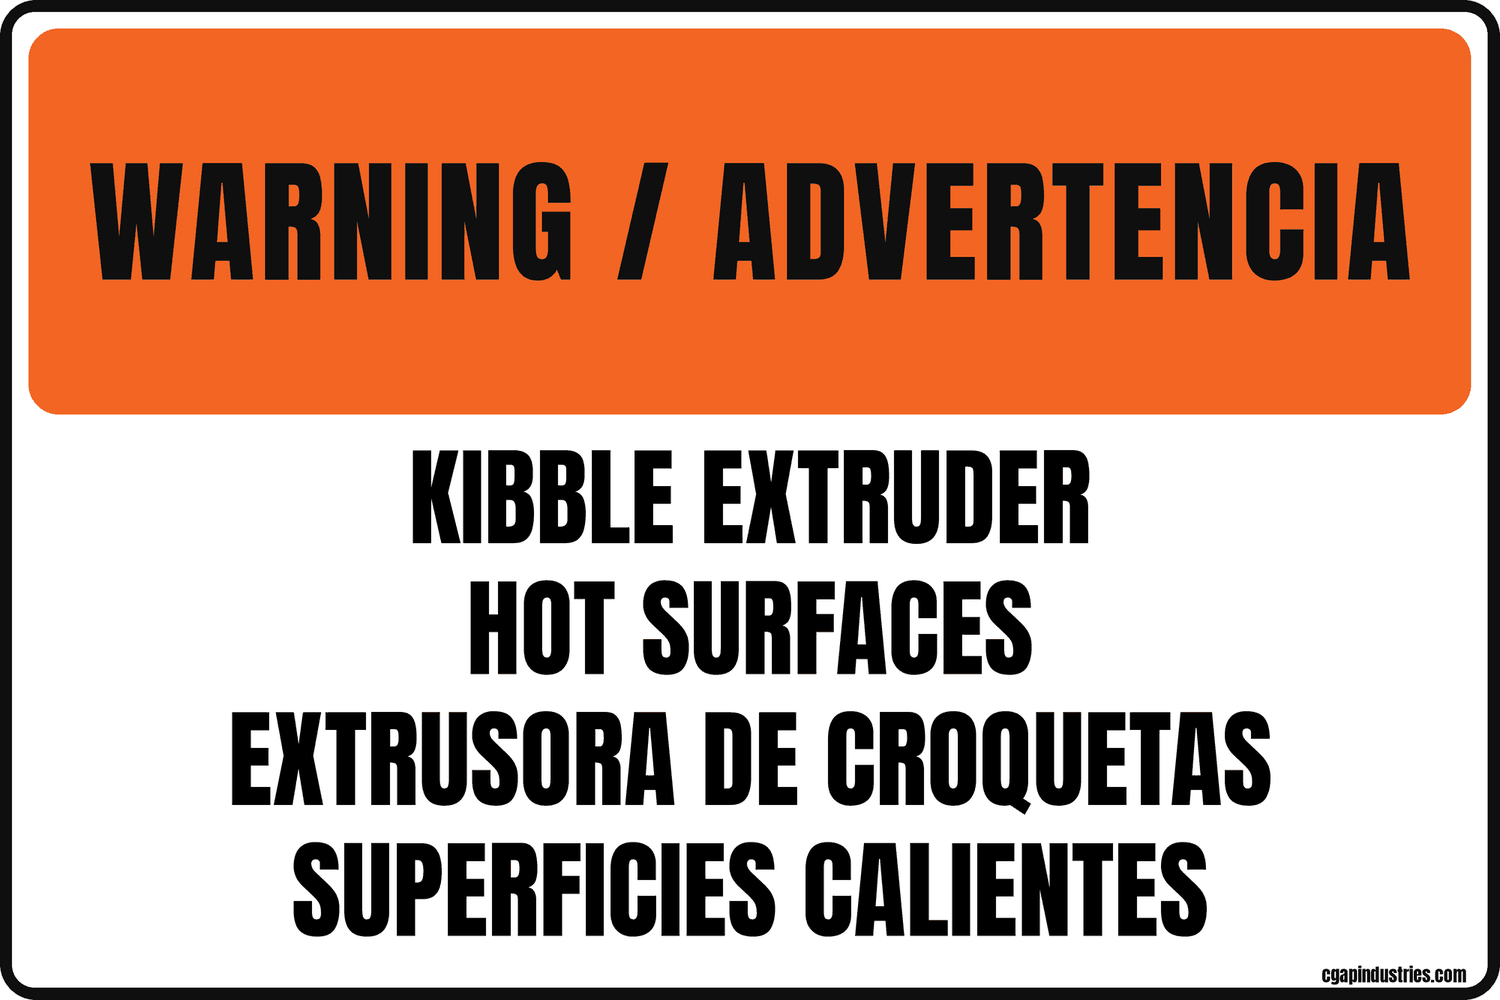 WARNING / ADVERTENCIA
KIBBLE EXTRUDER
HOT SURFACES
EXTRUSORA DE CROQUETAS
SUPERFICIES CALIENTES
cgapindustries.com